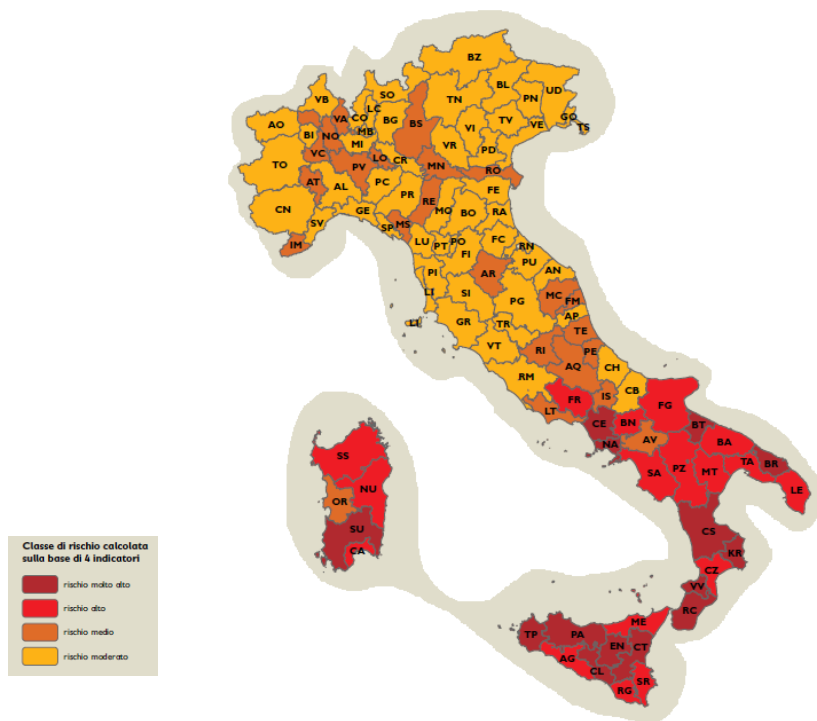 BZ
SO
VB
BL
PN
UD
TN
LC
VA
CO
BG
BS
AO
GO
TS
TV
VE
VI
MB
BI
NO
MI
VR
PD
VC
LO
CR
TO
PV
MN
RO
AT
AL
PC
PR
FE
RE
CN
GE
MO
BO
RA
SV
SP
MS
LU
PT
PO
FC
RN
IM
FI
PU
AN
PI
AR
LI
SI
MC
FM
PG
AP
GR
TR
LI
TE
VT
RI
PE
AQ
CH
RM
CB
IS
FR
FG
LT
CE
BN
BT
NA
AV
BA
SS
SA
PZ
MT
TA
BR
NU
LE
OR
SU
CS
CA
KR
CZ
VV
RC
ME
TP
PA
EN
CT
AG
CL
SR
RG
Classe di rischio calcolata
sulla base di 4 indicatori
rischio molto alto
rischio alto
rischio medio
rischio moderato